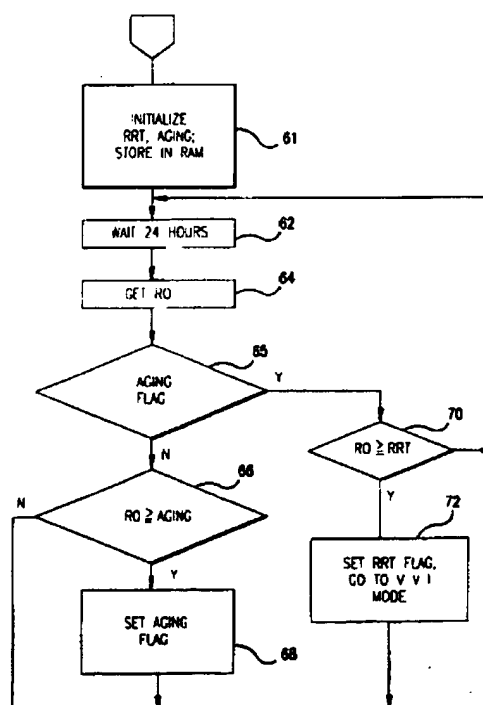 INITIALIZE
RRT, AGING;
STORE IN RAM
61
WAIT 24 HOURS
62
GET RO
64
AGING
FLAG
65
Y
N
RO ≧ AGING
66
N
Y
SET AGING
FLAG
68
RO ≧ RRT
70
Y
SET RRT FLAG,
GO TO V V I
MODE
72